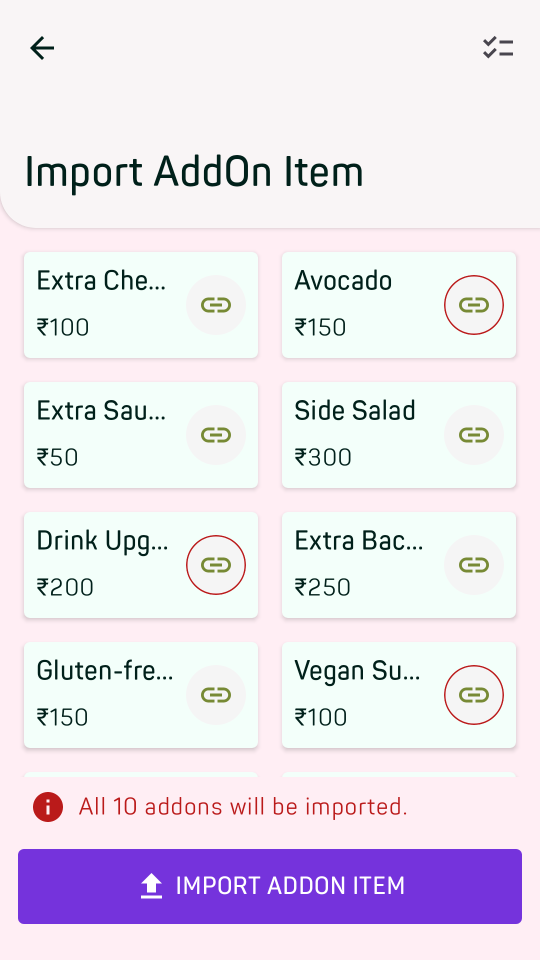 Import AddOn Item
Extra Che...
₹100
Avocado
₹150
Extra Sau...
₹50
Side Salad
₹300
Drink Upg...
₹200
Extra Bac...
₹250
Gluten-fre...
₹150
Vegan Su...
₹100
All 10 addons will be imported.
IMPORT ADDON ITEM